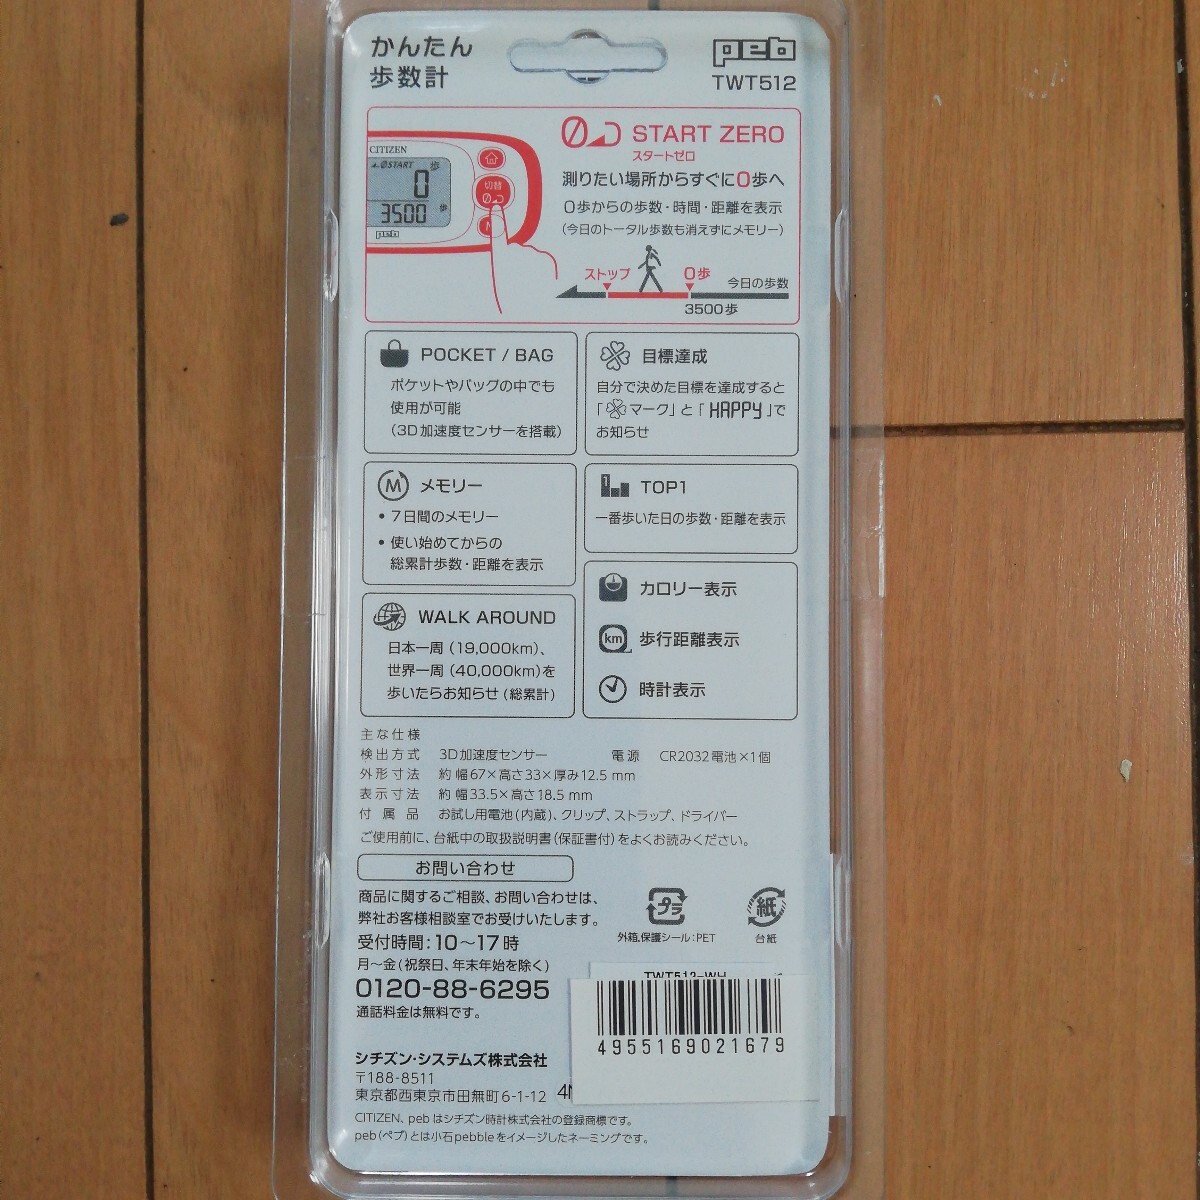 かんたん
歩数計
peb
TWT512
CITIZEN
START 歩
0
3500 歩
peb
切替
START ZERO
スタートゼロ
測りたい場所からすぐに0歩へ
0歩からの歩数・時間・距離を表示
(今日のトータル歩数も消えずにメモリー)
ストップ 0歩 今日の歩数
3500歩
POCKET / BAG
ポケットやバッグの中でも
使用が可能
(3D加速度センサーを搭載)
目標達成
自分で決めた目標を達成すると
「マーク」と「HAPPY」で
お知らせ
M メモリー
• 7日間のメモリー
• 使い始めてからの
総累計歩数・距離を表示
1 TOP1
一番歩いた日の歩数・距離を表示
WALK AROUND
日本一周 (19,000km)、
世界一周 (40,000km)を
歩いたらお知らせ (総累計)
カロリー表示
km 歩行距離表示
時計表示
主な仕様
検出方式 3D加速度センサー 電源 CR2032電池×1個
外形寸法 約 幅67×高さ33×厚み12.5 mm
表示寸法 約 幅33.5×高さ18.5 mm
付属品 お試し用電池(内蔵)、クリップ、ストラップ、ドライバー
ご使用前に、台紙中の取扱説明書(保証書付)をよくお読みください。
お問い合わせ
商品に関するご相談、お問い合わせは、
弊社お客様相談室でお受けいたします。
受付時間:10〜17時
月〜金(祝祭日、年末年始を除く)
0120-88-6295
通話料金は無料です。
プラ
外箱,保護シール:PET
紙
台紙
TWT512-WH
4955169021679
シチズン・システムズ株式会社
〒188-8511
東京都西東京市田無町6-1-12
CITIZEN、peb はシチズン時計株式会社の登録商標です。
peb(ペブ)とは小石pebbleをイメージしたネーミングです。